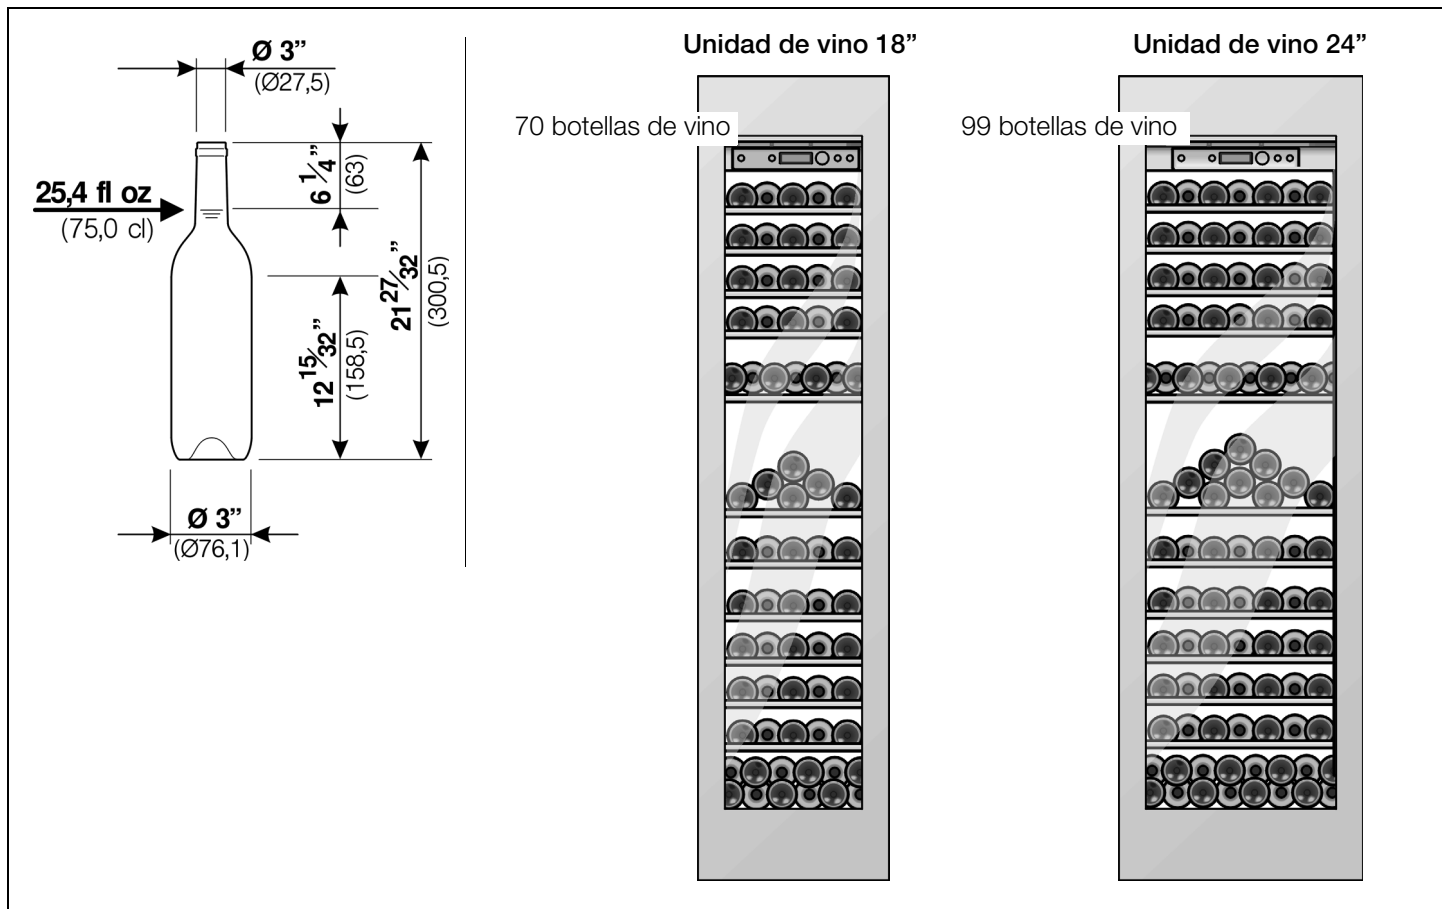 Ø 3”
(Ø27,5)
25,4 fl oz
(75,0 cl)
6 1/4”
(63)
21 27/32”
(300,5)
12 15/32”
(158,5)
Ø 3”
(Ø76,1)
Unidad de vino 18”
70 botellas de vino
Unidad de vino 24”
99 botellas de vino